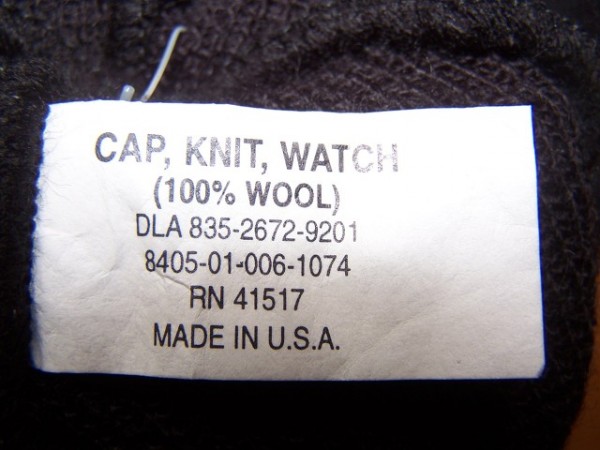 CAP, KNIT, WATCH
(100% WOOL)
DLA 835-2672-9201
8405-01-006-1074
RN 41517
MADE IN U.S.A.